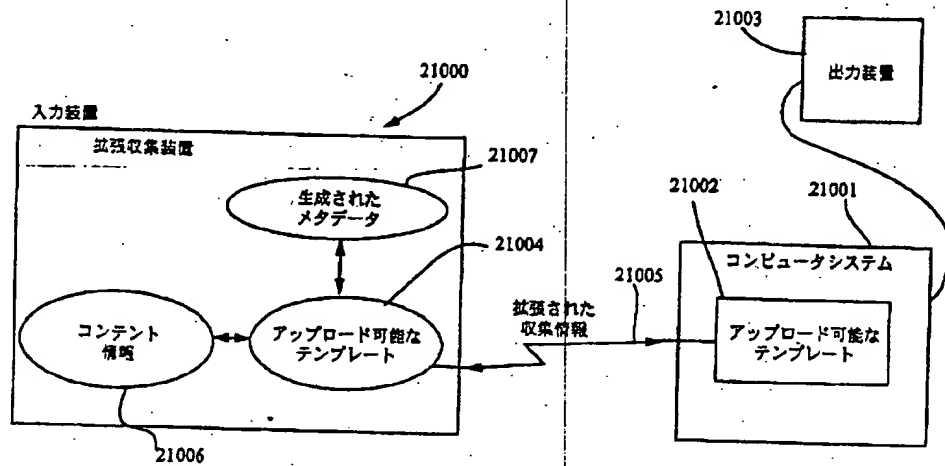 21003
出力装置
21000
入力装置
拡張収集装置
21007
生成された
メタデータ
21002
21001
21004
コンピュータシステム
21005
拡張された
収集情報
コンテント
情報
アップロード可能な
テンプレート
アップロード可能な
テンプレート
21006